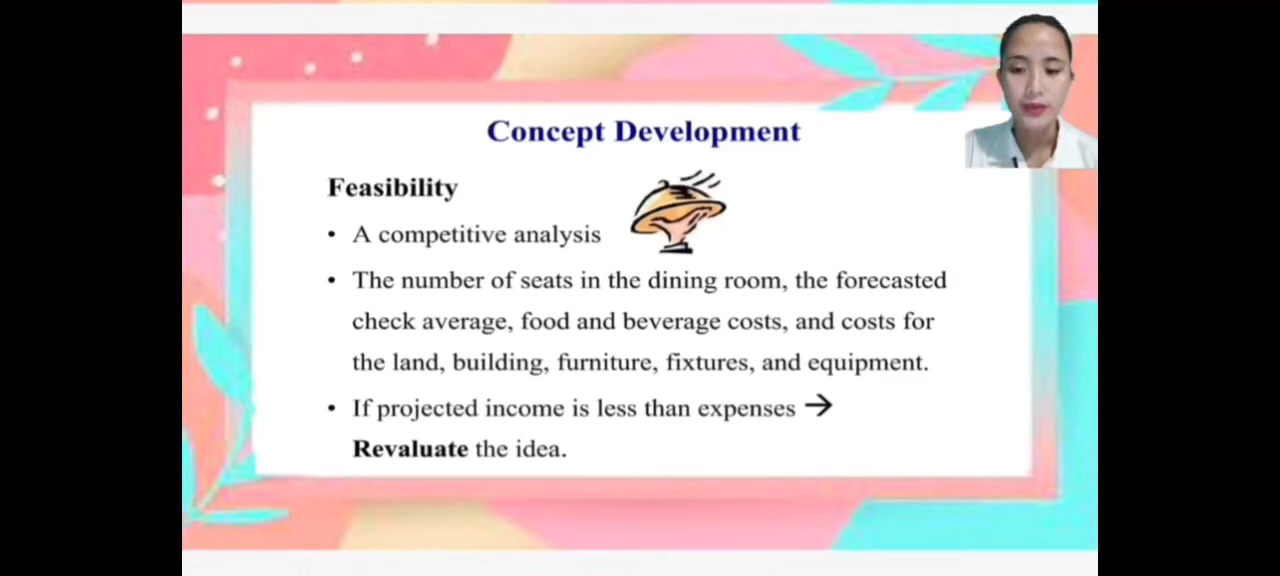 Concept Development
Feasibility
• A competitive analysis
• The number of seats in the dining room, the forecasted
check average, food and beverage costs, and costs for
the land, building, furniture, fixtures, and equipment.
• If projected income is less than expenses →
Revaluate the idea.